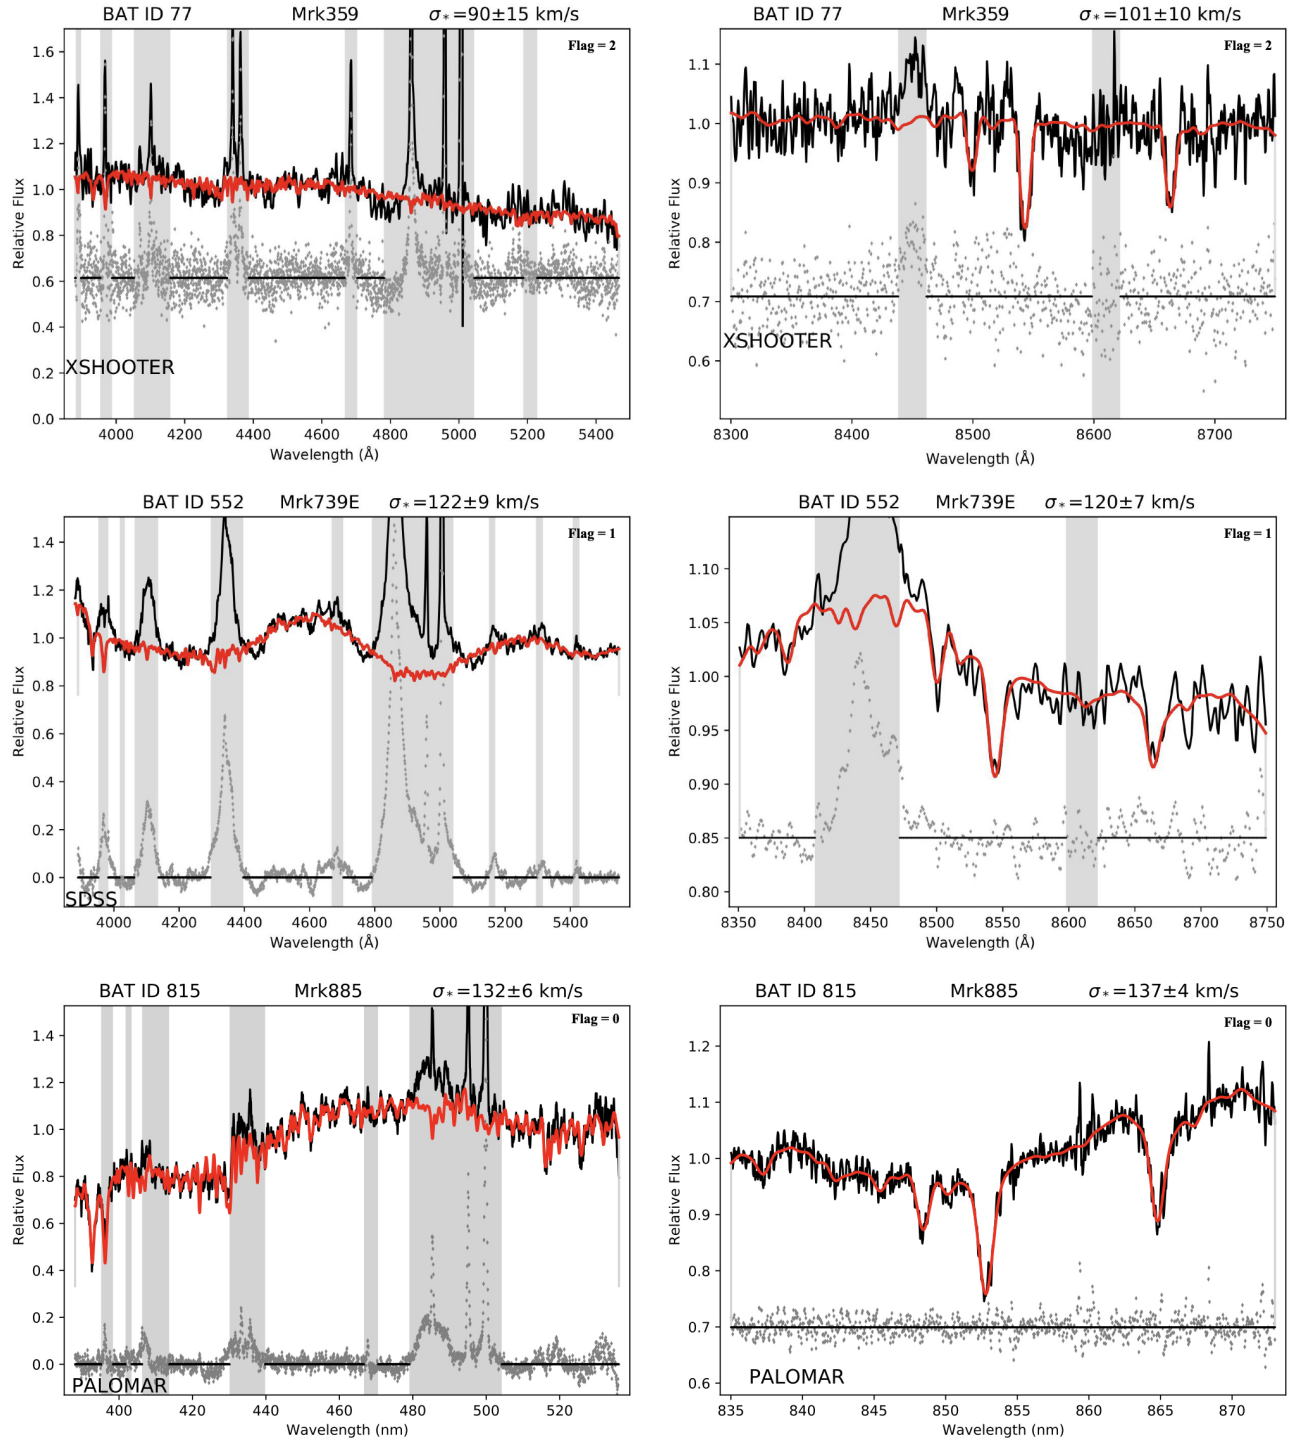 BAT ID 77 Mrk359 σ*=90±15 km/s
Flag = 2
1.6
1.4
1.2
1.0
0.8
0.6
0.4
0.2
0.0
Relative Flux
XSHOOTER
4000 4200 4400 4600 4800 5000 5200 5400
Wavelength (Å)
BAT ID 77 Mrk359 σ*=101±10 km/s
Flag = 2
1.1
1.0
0.9
0.8
0.7
0.6
Relative Flux
XSHOOTER
8300 8400 8500 8600 8700
Wavelength (Å)
BAT ID 552 Mrk739E σ*=122±9 km/s
Flag = 1
1.4
1.2
1.0
0.8
0.6
0.4
0.2
0.0
Relative Flux
SDSS
4000 4200 4400 4600 4800 5000 5200 5400
Wavelength (Å)
BAT ID 552 Mrk739E σ*=120±7 km/s
Flag = 1
1.10
1.05
1.00
0.95
0.90
0.85
0.80
Relative Flux
8350 8400 8450 8500 8550 8600 8650 8700 8750
Wavelength (Å)
BAT ID 815 Mrk885 σ*=132±6 km/s
Flag = 0
1.4
1.2
1.0
0.8
0.6
0.4
0.2
0.0
Relative Flux
PALOMAR
400 420 440 460 480 500 520
Wavelength (nm)
BAT ID 815 Mrk885 σ*=137±4 km/s
Flag = 0
1.2
1.1
1.0
0.9
0.8
0.7
0.6
Relative Flux
PALOMAR
835 840 845 850 855 860 865 870
Wavelength (nm)